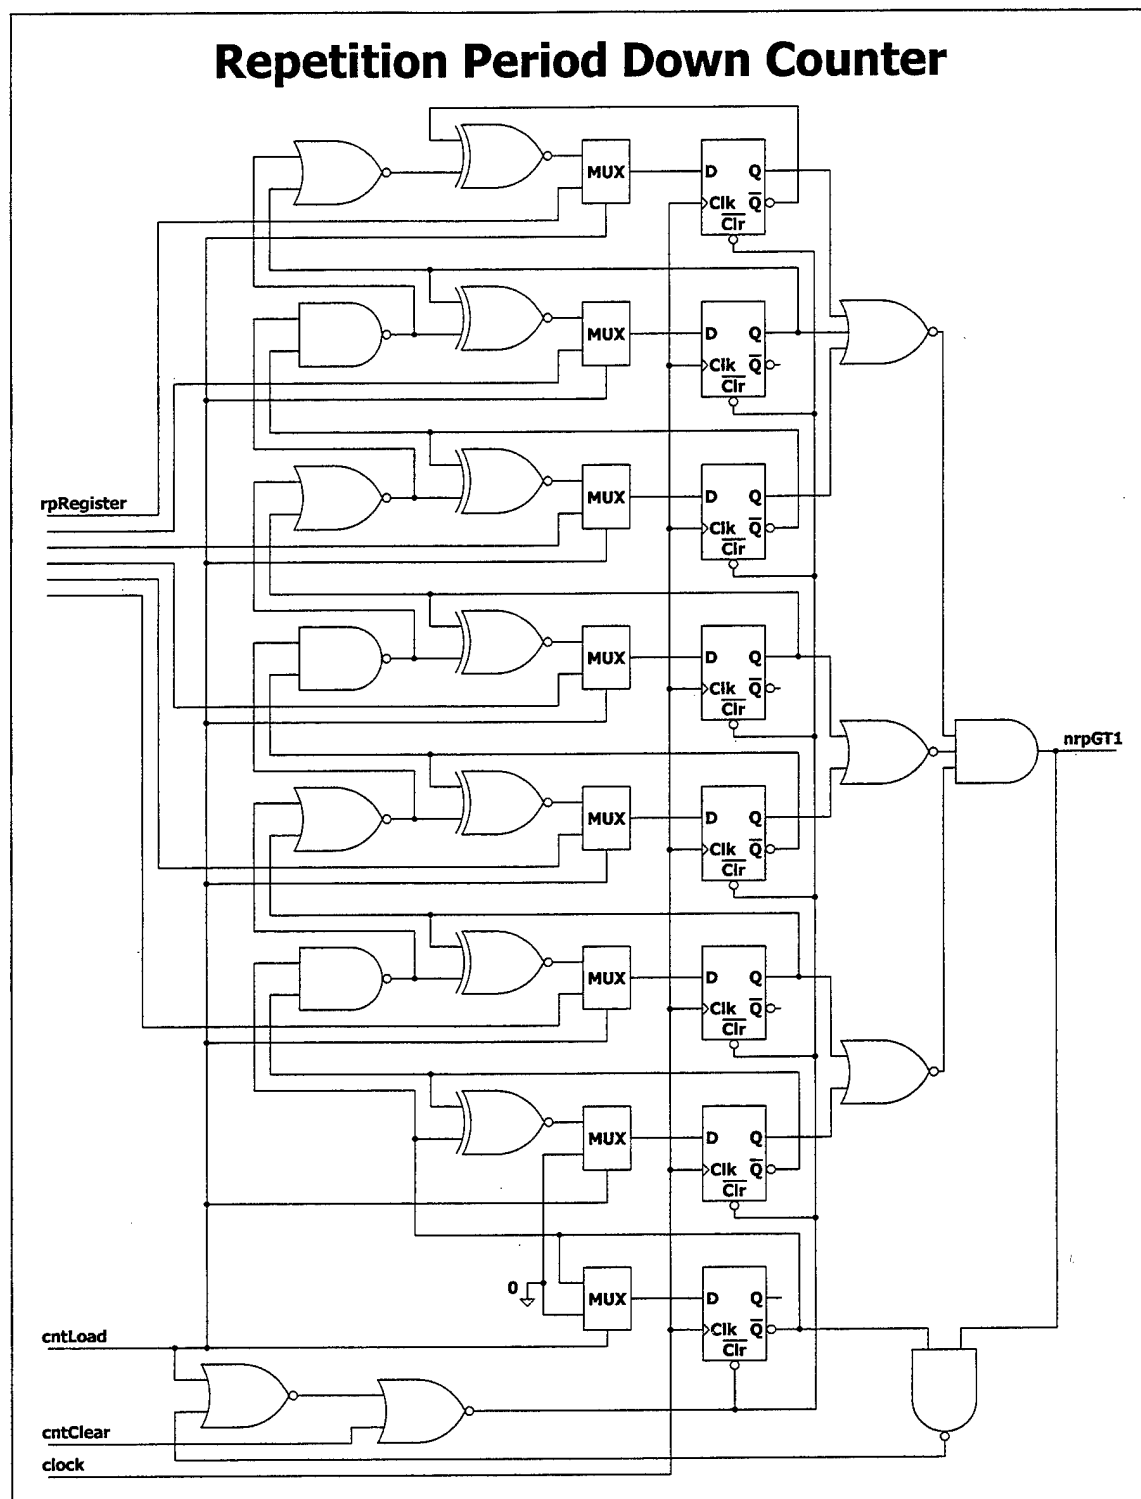 Repetition Period Down Counter
MUX
D Q
Clk Q
Clr
MUX
D Q
Clk Q
Clr
MUX
D Q
rpRegister
Clk Q
Clr
MUX
D Q
Clk Q
Clr
nrpGT1
MUX
D Q
Clk Q
Clr
MUX
D Q
Clk Q
Clr
MUX
D Q
Clk Q
Clr
0
MUX
D Q
cntLoad
Clk Q
Clr
cntClear
clock